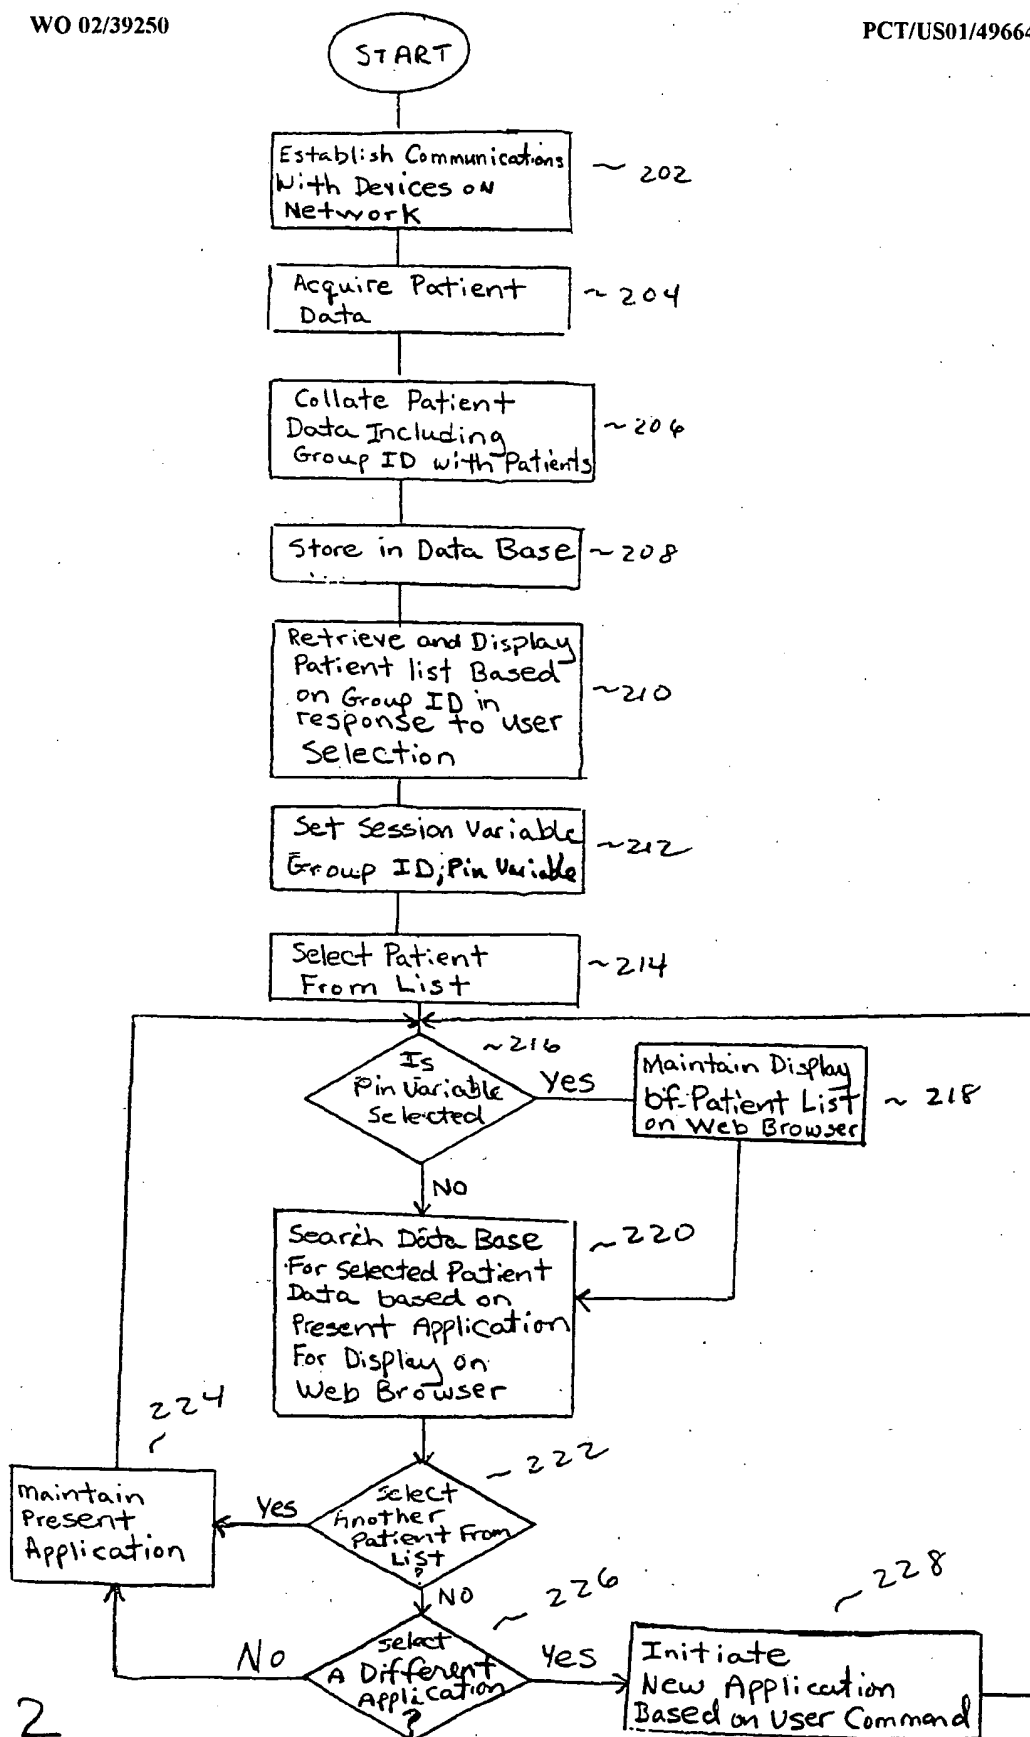 WO 02/39250
PCT/US01/49664
START
Establish Communications
With Devices ON
Network
~ 202
Acquire Patient
Data
~ 204
Collate Patient
Data Including
Group ID with Patients
~ 206
Store in Data Base
~ 208
Retrieve and Display
Patient list Based
on Group ID in
response to user
Selection
~210
Set Session Variable
Group ID; Pin Variable
~212
Select Patient
From List
~214
Is
Pin Variable
Selected
~216
Yes
Maintain Display
of Patient List
on Web Browser
~ 218
NO
Search Data Base
For Selected Patient
Data based on
Present Application
For Display on
Web Browser
~ 220
224
~
Maintain
Present
Application
Yes
Select
Another
Patient From
List
?
~ 222
NO
~ 226
No
Select
A Different
Application
?
Yes
~ 228
Initiate
New Application
Based on User Command
2